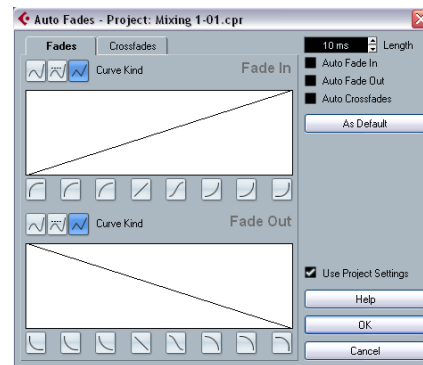 Auto Fades - Project: Mixing 1-01.cpr
Fades
Crossfades
Curve Kind
Fade In
Curve Kind
Fade Out
10 ms
Length
Auto Fade In
Auto Fade Out
Auto Crossfades
As Default
Use Project Settings
Help
OK
Cancel